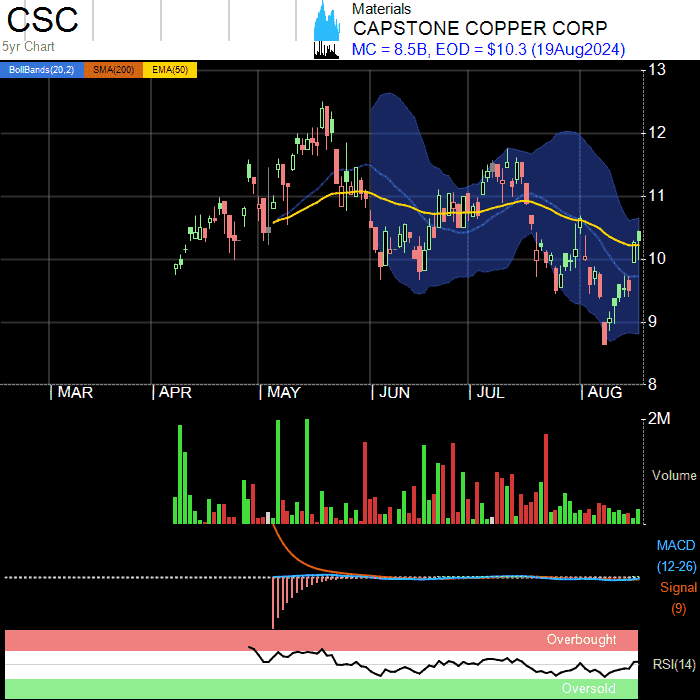 CSC
5yr Chart
Materials
CAPSTONE COPPER CORP
MC = 8.5B, EOD = $10.3 (19Aug2024)
BollBands(20,2) SMA(200) EMA(50)
13
12
11
10
9
8
MAR APR MAY JUN JUL AUG
2M
Volume
MACD
(12-26)
Signal
(9)
Overbought
RSI(14)
Oversold